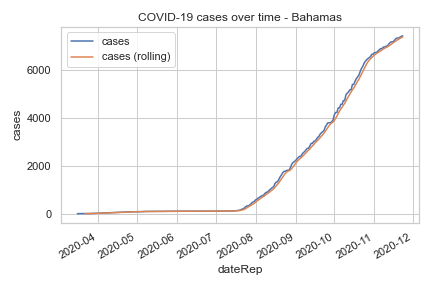 COVID-19 cases over time - Bahamas
cases
cases (rolling)
cases
6000
4000
2000
0
2020-04
2020-05
2020-06
2020-07
2020-08
2020-09
2020-10
2020-11
2020-12
dateRep